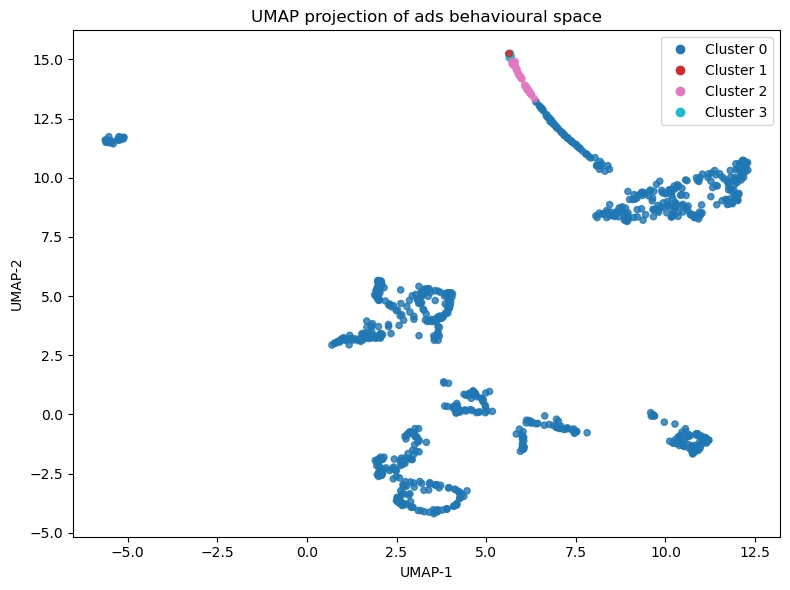 UMAP projection of ads behavioural space
Cluster 0
Cluster 1
Cluster 2
Cluster 3
15.0
12.5
10.0
7.5
5.0
2.5
0.0
−2.5
−5.0
UMAP-2
−5.0 −2.5 0.0 2.5 5.0 7.5 10.0 12.5
UMAP-1